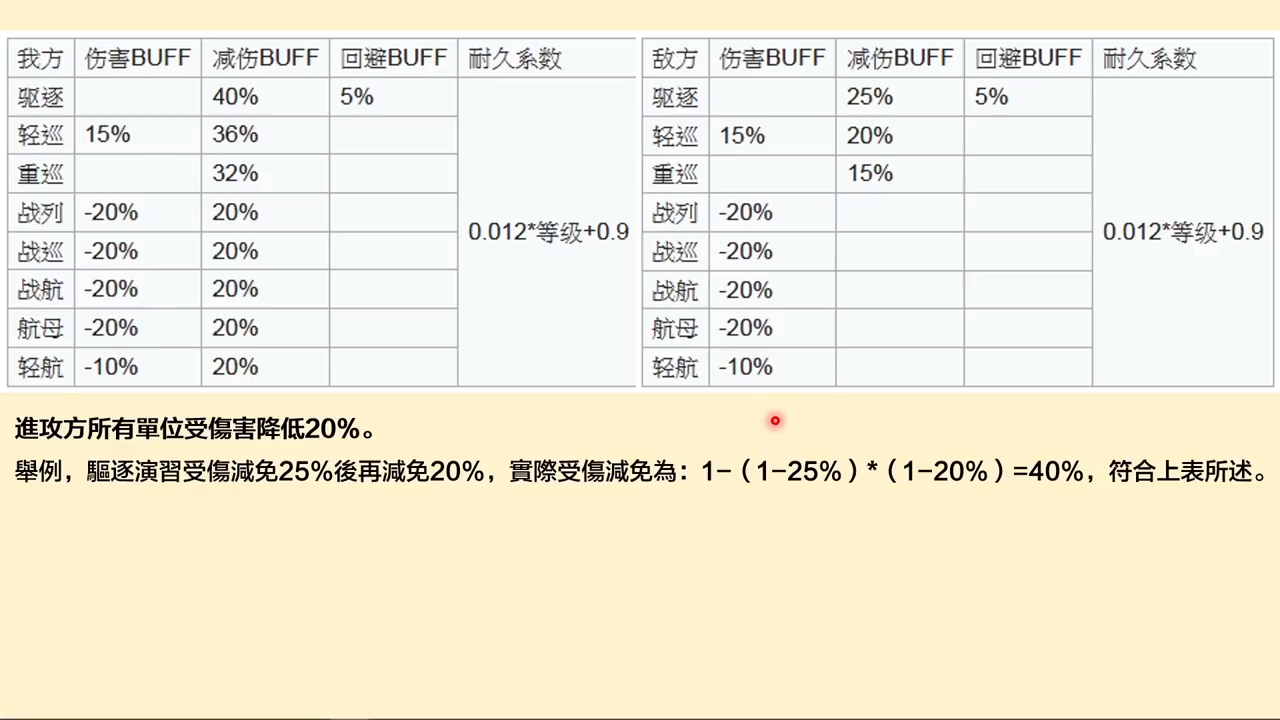 我方 伤害BUFF 减伤BUFF 回避BUFF 耐久系数 敌方 伤害BUFF 减伤BUFF 回避BUFF 耐久系数
驱逐 40% 5% 驱逐 25% 5%
轻巡 15% 36% 轻巡 15% 20%
重巡 32% 重巡 15%
战列 -20% 20% 战列 -20%
战巡 -20% 20% 0.012*等级+0.9 战巡 -20% 0.012*等级+0.9
战航 -20% 20% 战航 -20%
航母 -20% 20% 航母 -20%
轻航 -10% 20% 轻航 -10%
進攻方所有單位受傷害降低20%。
舉例，驅逐演習受傷減免25%後再減免20%，實際受傷減免為：1-（1-25%）*（1-20%）=40%，符合上表所述。